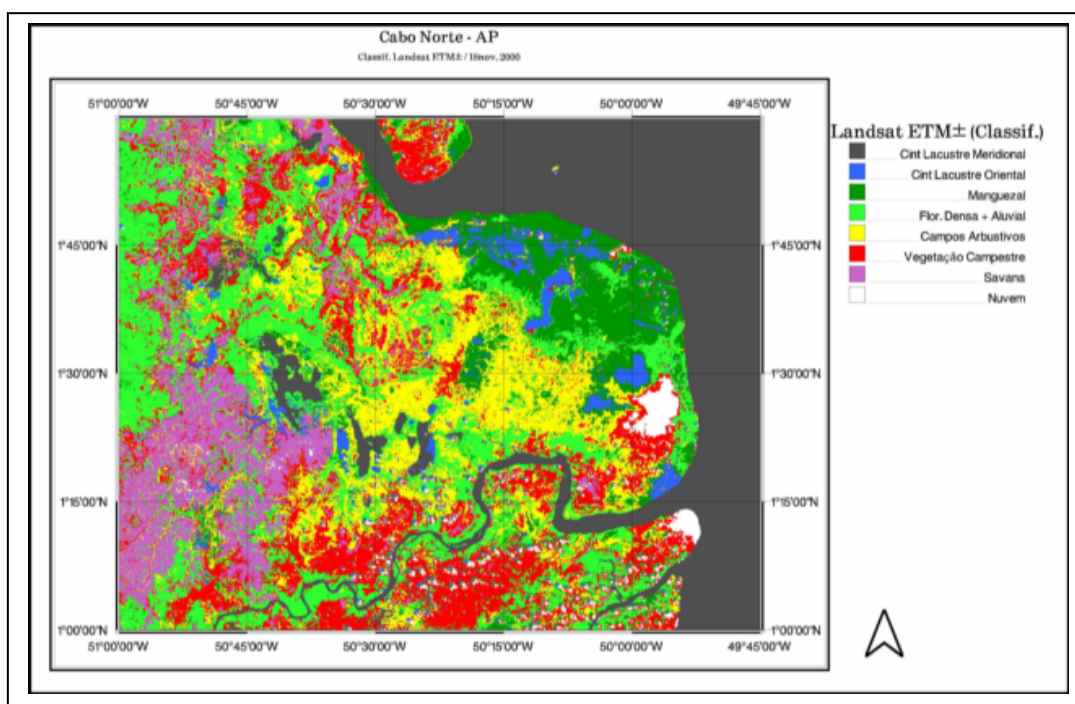 Cabo Norte - AP
Classif. Landsat ETM± / 18nov. 2000
51°00'00"W 50°45'00"W 50°30'00"W 50°15'00"W 50°00'00"W 49°45'00"W
Landsat ETM± (Classif.)
Cint Lacustre Meridional
Cint Lacustre Oriental
Manguezal
Flor. Densa + Aluvial
Campos Arbustivos
Vegetação Campestre
Savana
Nuvem
1°45'00"N 1°45'00"N
1°30'00"N 1°30'00"N
1°15'00"N 1°15'00"N
1°00'00"N 1°00'00"N
51°00'00"W 50°45'00"W 50°30'00"W 50°15'00"W 50°00'00"W 49°45'00"W